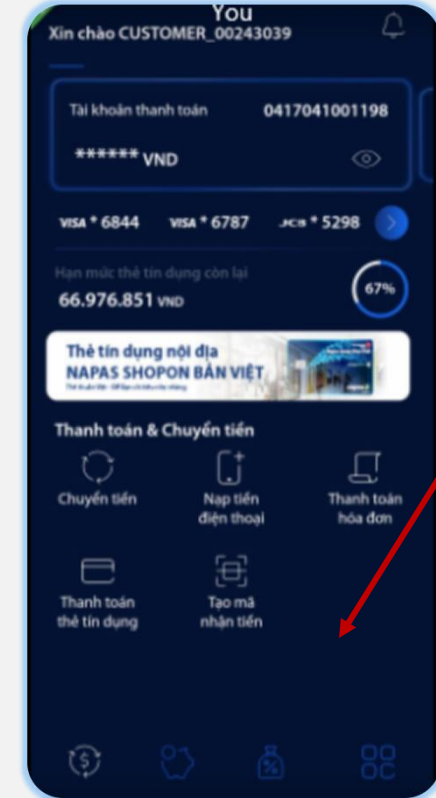 You
Xin chào CUSTOMER_00243039
Tài khoản thanh toán 0417041001198
****** VND
VISA * 6844 VISA * 6787 JCB * 5298
Hạn mức thẻ tín dụng còn lại
66.976.851 VND
67%
Thẻ tín dụng nội địa
NAPAS SHOPON BẢN VIỆT
Thanh toán & Chuyển tiền
Chuyển tiền
Nạp tiền
điện thoại
Thanh toán
hóa đơn
Thanh toán
thẻ tín dụng
Tạo mã
nhận tiền